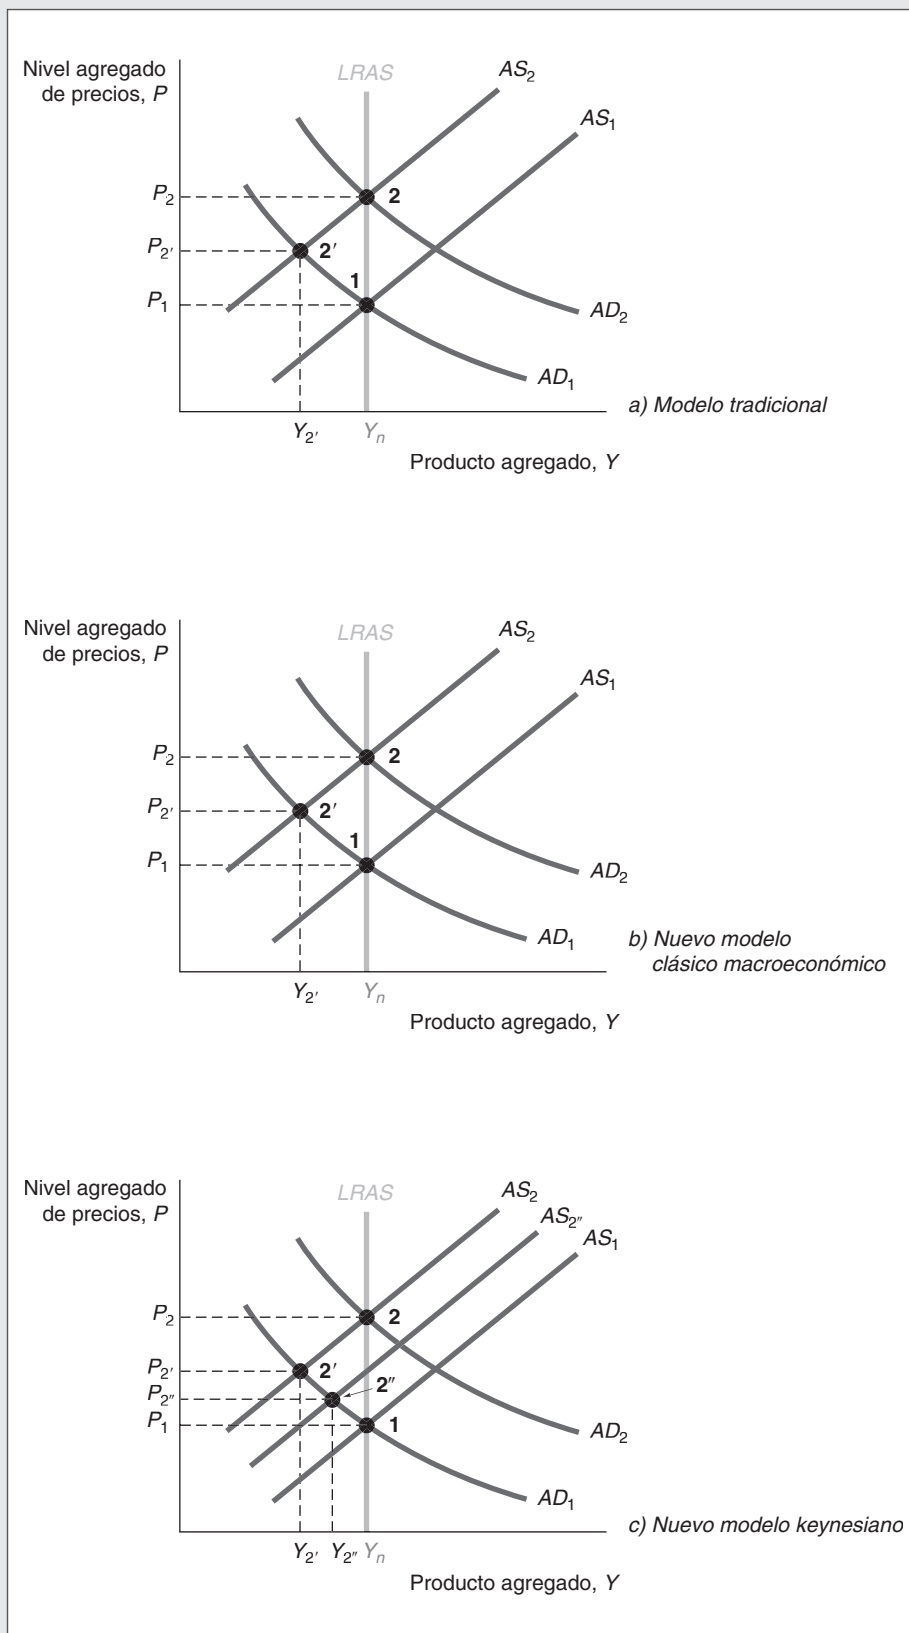 Nivel agregado
de precios, P
LRAS
AS₂
AS₁
P₂
2
P₂′
2′
1
P₁
AD₂
AD₁
a) Modelo tradicional
Y₂′
Yₙ
Producto agregado, Y
Nivel agregado
de precios, P
LRAS
AS₂
AS₁
P₂
2
P₂′
2′
1
P₁
AD₂
AD₁
b) Nuevo modelo
clásico macroeconómico
Y₂′
Yₙ
Producto agregado, Y
Nivel agregado
de precios, P
LRAS
AS₂
AS₂″
AS₁
P₂
2
P₂′
2′
2″
P₂″
P₁
1
AD₂
AD₁
c) Nuevo modelo keynesiano
Y₂′
Y₂″
Yₙ
Producto agregado, Y